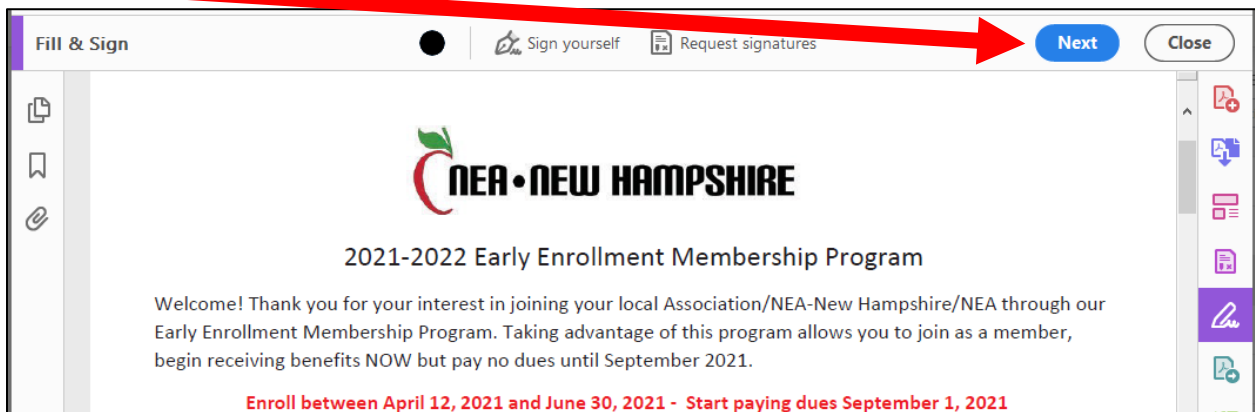 Fill & Sign Sign yourself Request signatures Next Close
NEA•NEW HAMPSHIRE
2021-2022 Early Enrollment Membership Program
Welcome! Thank you for your interest in joining your local Association/NEA-New Hampshire/NEA through our
Early Enrollment Membership Program. Taking advantage of this program allows you to join as a member,
begin receiving benefits NOW but pay no dues until September 2021.
Enroll between April 12, 2021 and June 30, 2021 - Start paying dues September 1, 2021